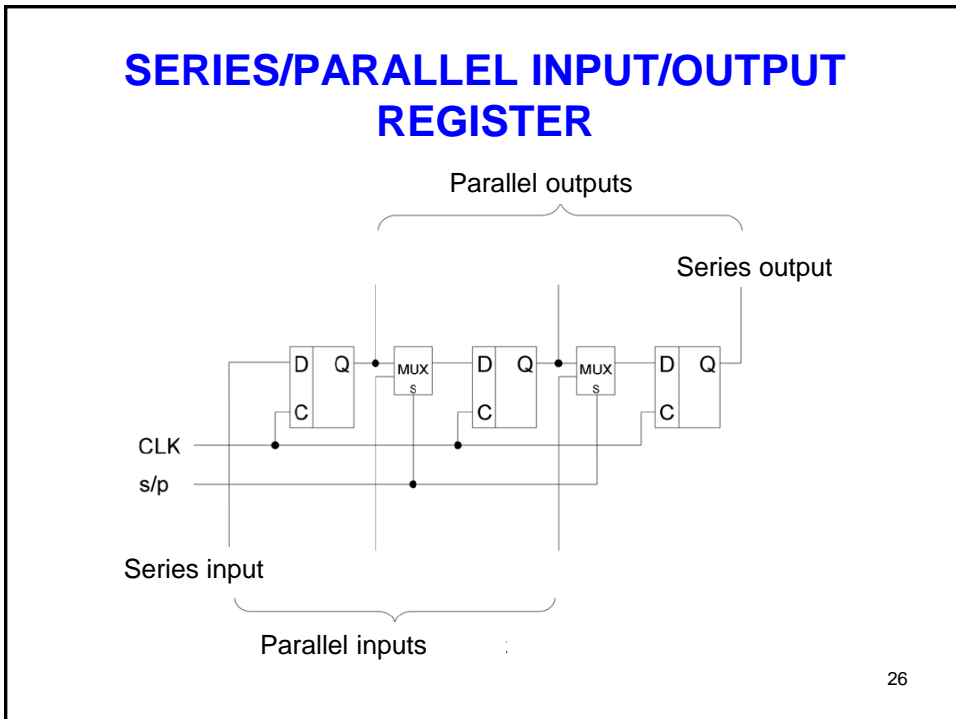 SERIES/PARALLEL INPUT/OUTPUT
REGISTER
Parallel outputs
Series output
D Q MUX S D Q MUX S D Q
C C C
CLK
s/p
Series input
Parallel inputs
26